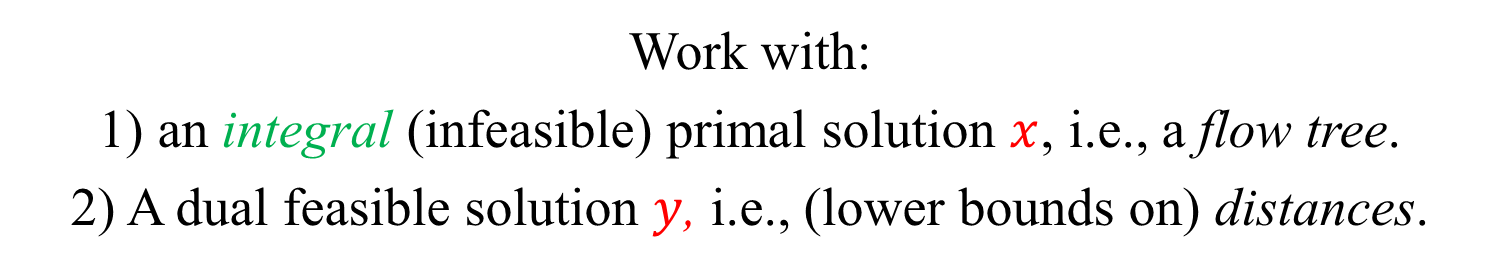 Work with:
1) an integral (infeasible) primal solution x, i.e., a flow tree.
2) A dual feasible solution y, i.e., (lower bounds on) distances.